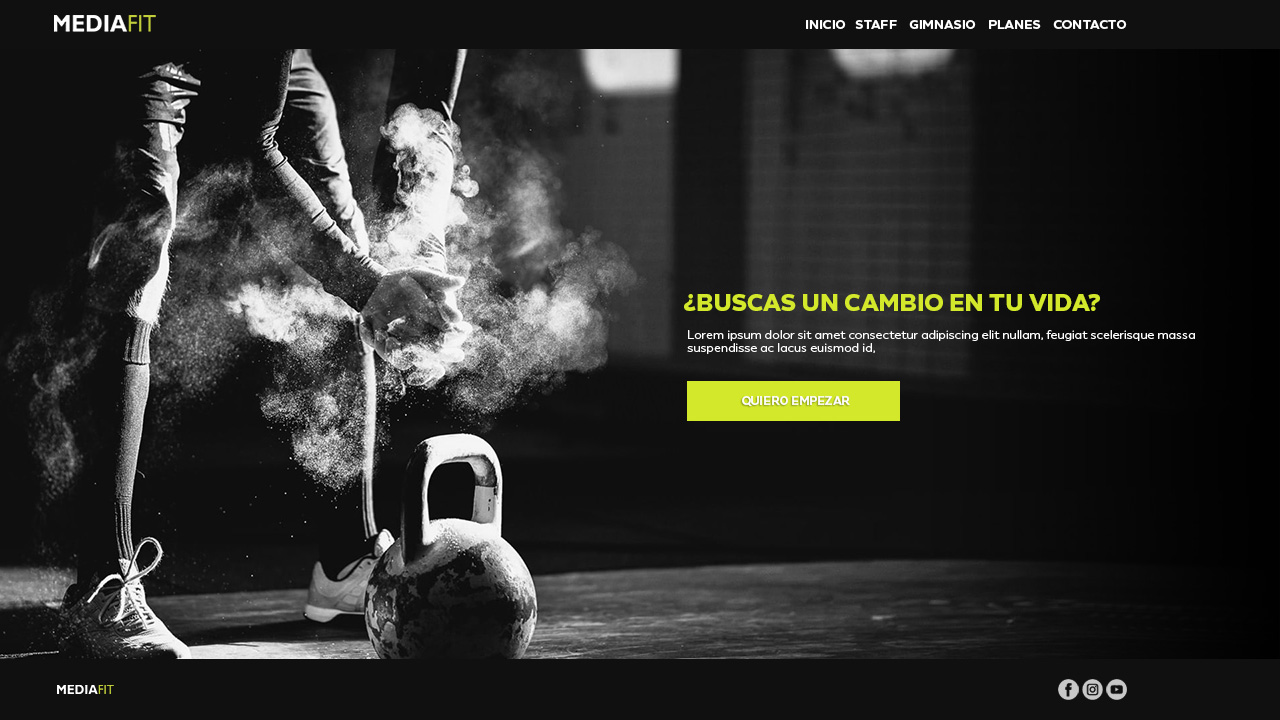 MEDIAFIT
INICIO STAFF GIMNASIO PLANES CONTACTO
¿BUSCAS UN CAMBIO EN TU VIDA?
Lorem ipsum dolor sit amet consectetur adipiscing elit nullam, feugiat scelerisque massa
suspendisse ac lacus euismod id,
QUIERO EMPEZAR
MEDIAFIT